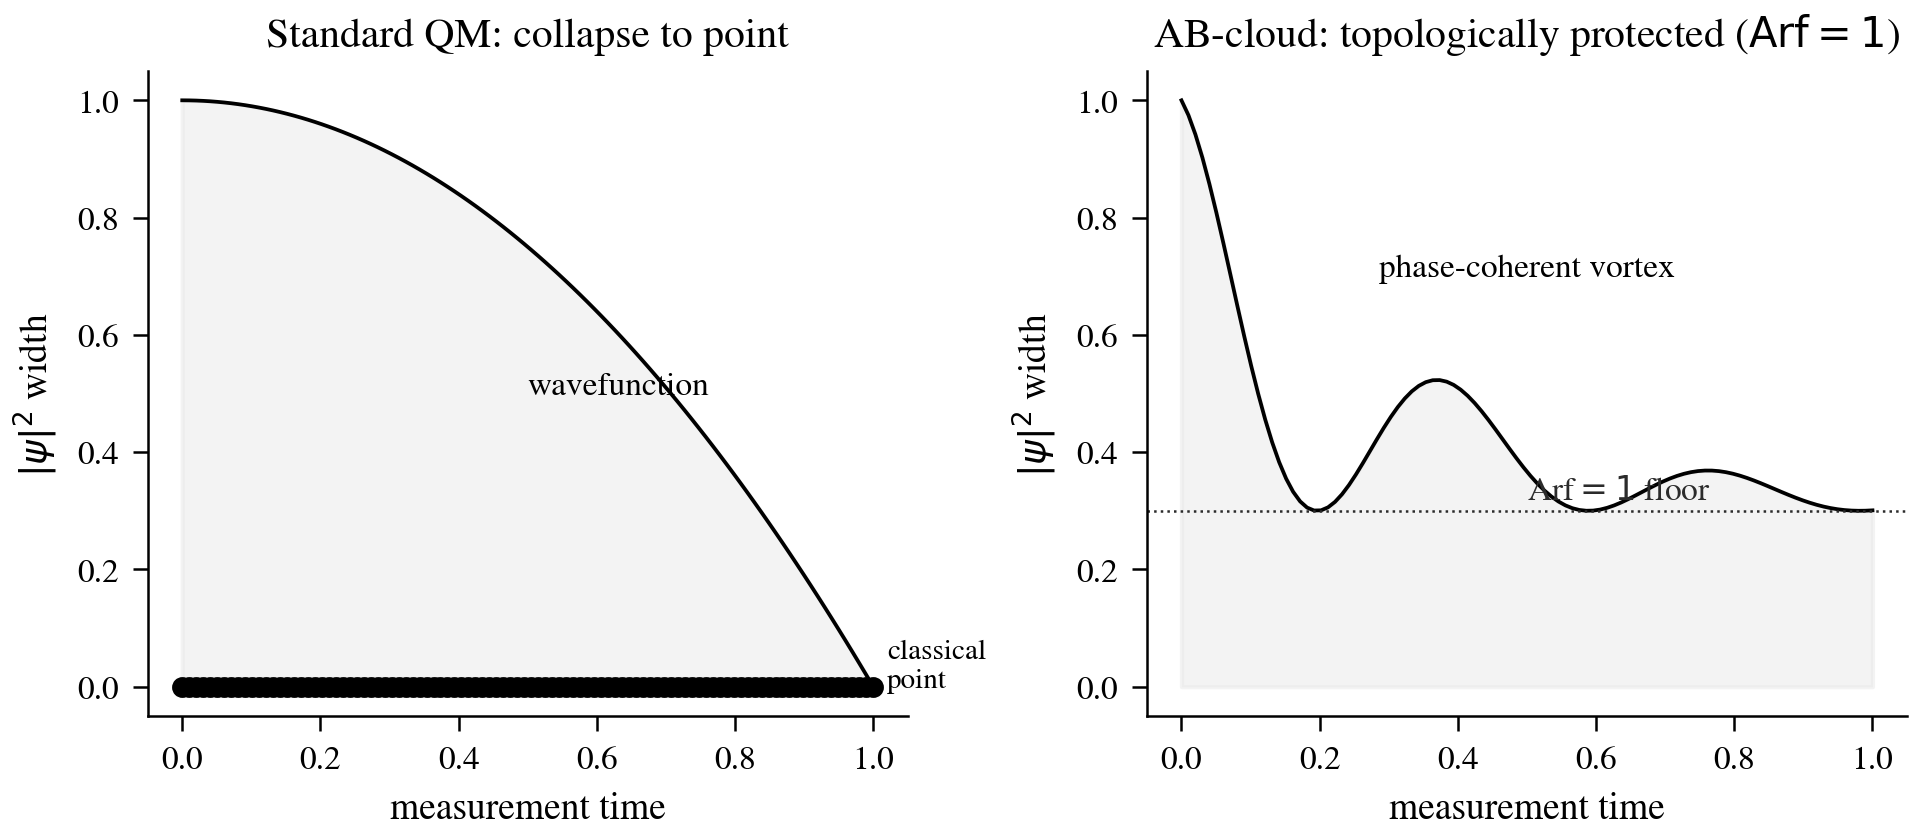 Standard QM: collapse to point
1.0
0.8
0.6
0.4
0.2
0.0
|ψ|² width
wavefunction
classical
point
0.0 0.2 0.4 0.6 0.8 1.0
measurement time
AB-cloud: topologically protected (Arf = 1)
1.0
0.8
0.6
0.4
0.2
0.0
|ψ|² width
phase-coherent vortex
Arf = 1 floor
0.0 0.2 0.4 0.6 0.8 1.0
measurement time